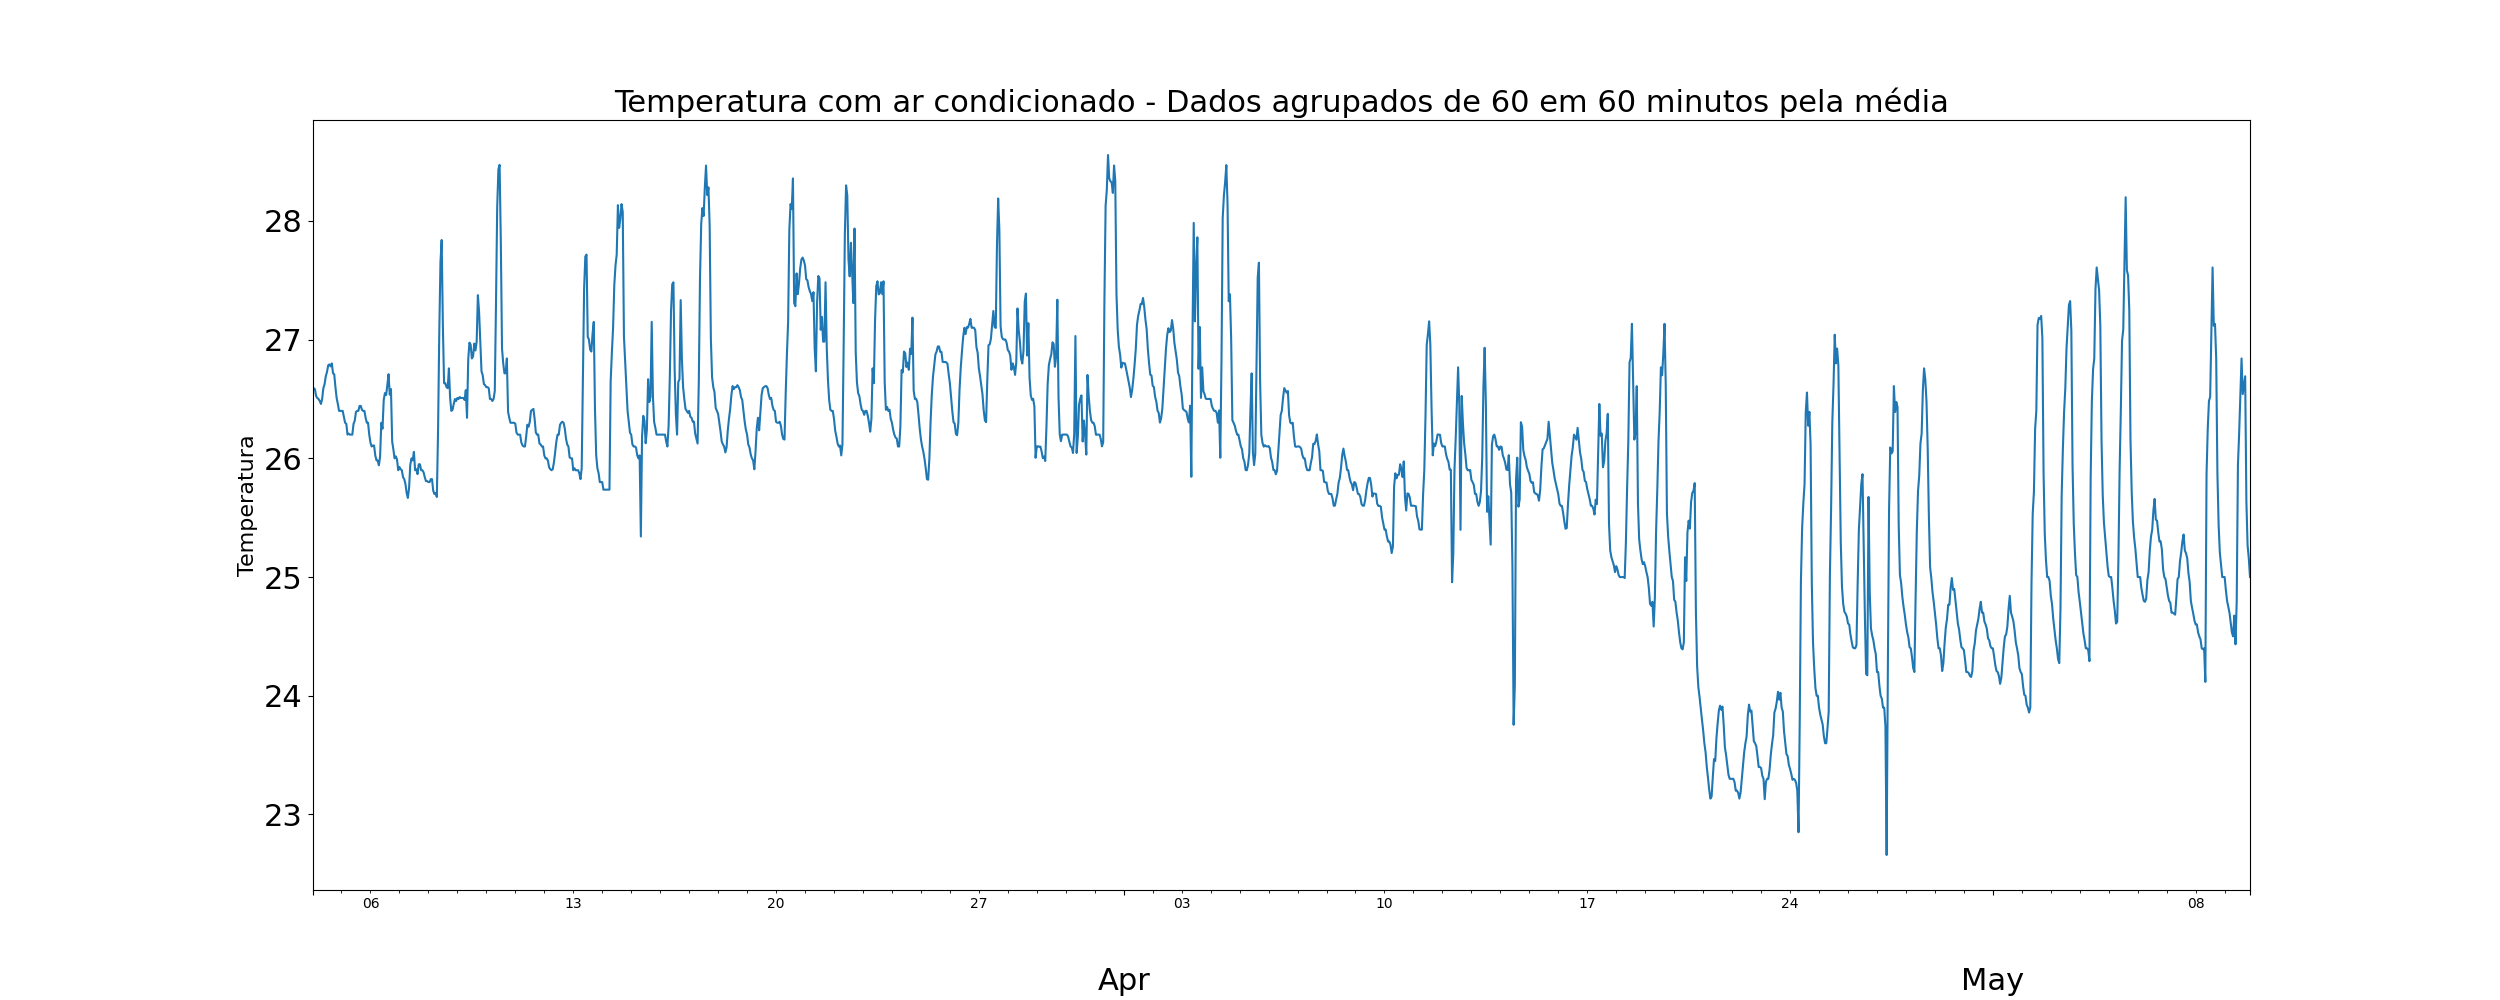 Temperatura com ar condicionado - Dados agrupados de 60 em 60 minutos pela média
28
27
26
25
24
23
Temperatura
06 13 20 27 03 10 17 24 08
Apr May